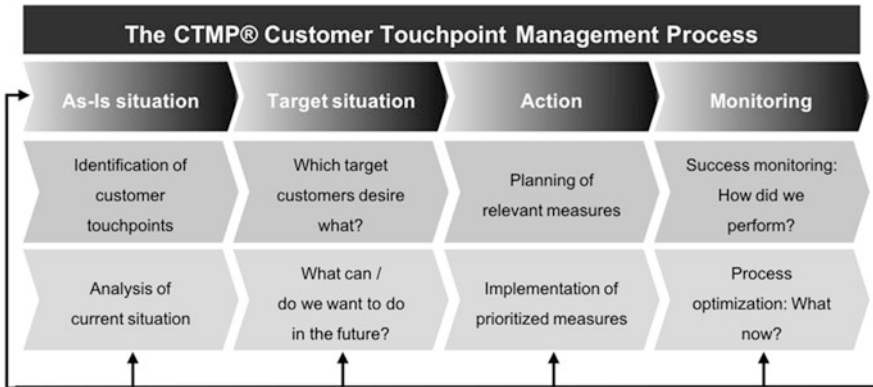 The CTMP® Customer Touchpoint Management Process
As-Is situation
Target situation
Action
Monitoring
Identification of
customer
touchpoints
Which target
customers desire
what?
Planning of
relevant measures
Success monitoring:
How did we
perform?
Analysis of
current situation
What can /
do we want to do
in the future?
Implementation of
prioritized measures
Process
optimization: What
now?